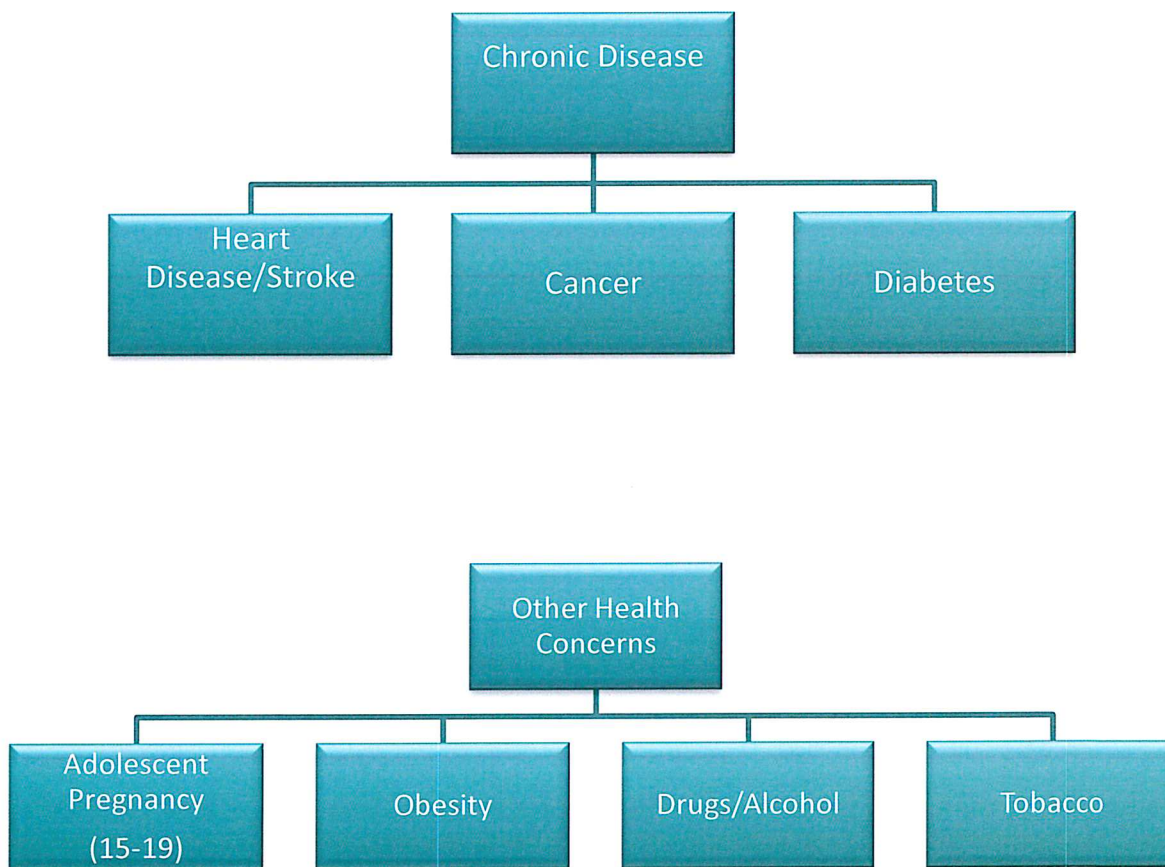 Chronic Disease
Heart
Disease/Stroke
Cancer
Diabetes
Other Health
Concerns
Adolescent
Pregnancy
(15-19)
Obesity
Drugs/Alcohol
Tobacco